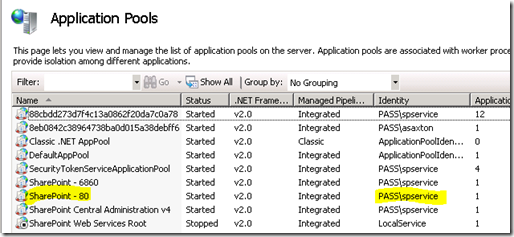 Application Pools
This page lets you view and manage the list of application pools on the server. Application pools are associated with worker proce
provide isolation among different applications.
Filter: Go Show All Group by: No Grouping
Name Status .NET Frame... Managed Pipeli... Identity Applicatio
88cbdd273d7f4c13a0862f20da7c0a78 Started v2.0 Integrated PASS\spservice 12
8eb0842c38964738ba0d015a38debff6 Started v2.0 Integrated PASS\asaxton 1
Classic .NET AppPool Started v2.0 Classic ApplicationPoolIden... 0
DefaultAppPool Started v2.0 Integrated ApplicationPoolIden... 1
SecurityTokenServiceApplicationPool Started v2.0 Integrated PASS\spservice 4
SharePoint - 6860 Started v2.0 Integrated PASS\spservice 1
SharePoint - 80 Started v2.0 Integrated PASS\spservice 1
SharePoint Central Administration v4 Started v2.0 Integrated PASS\spservice 1
SharePoint Web Services Root Stopped v2.0 Integrated LocalService 1